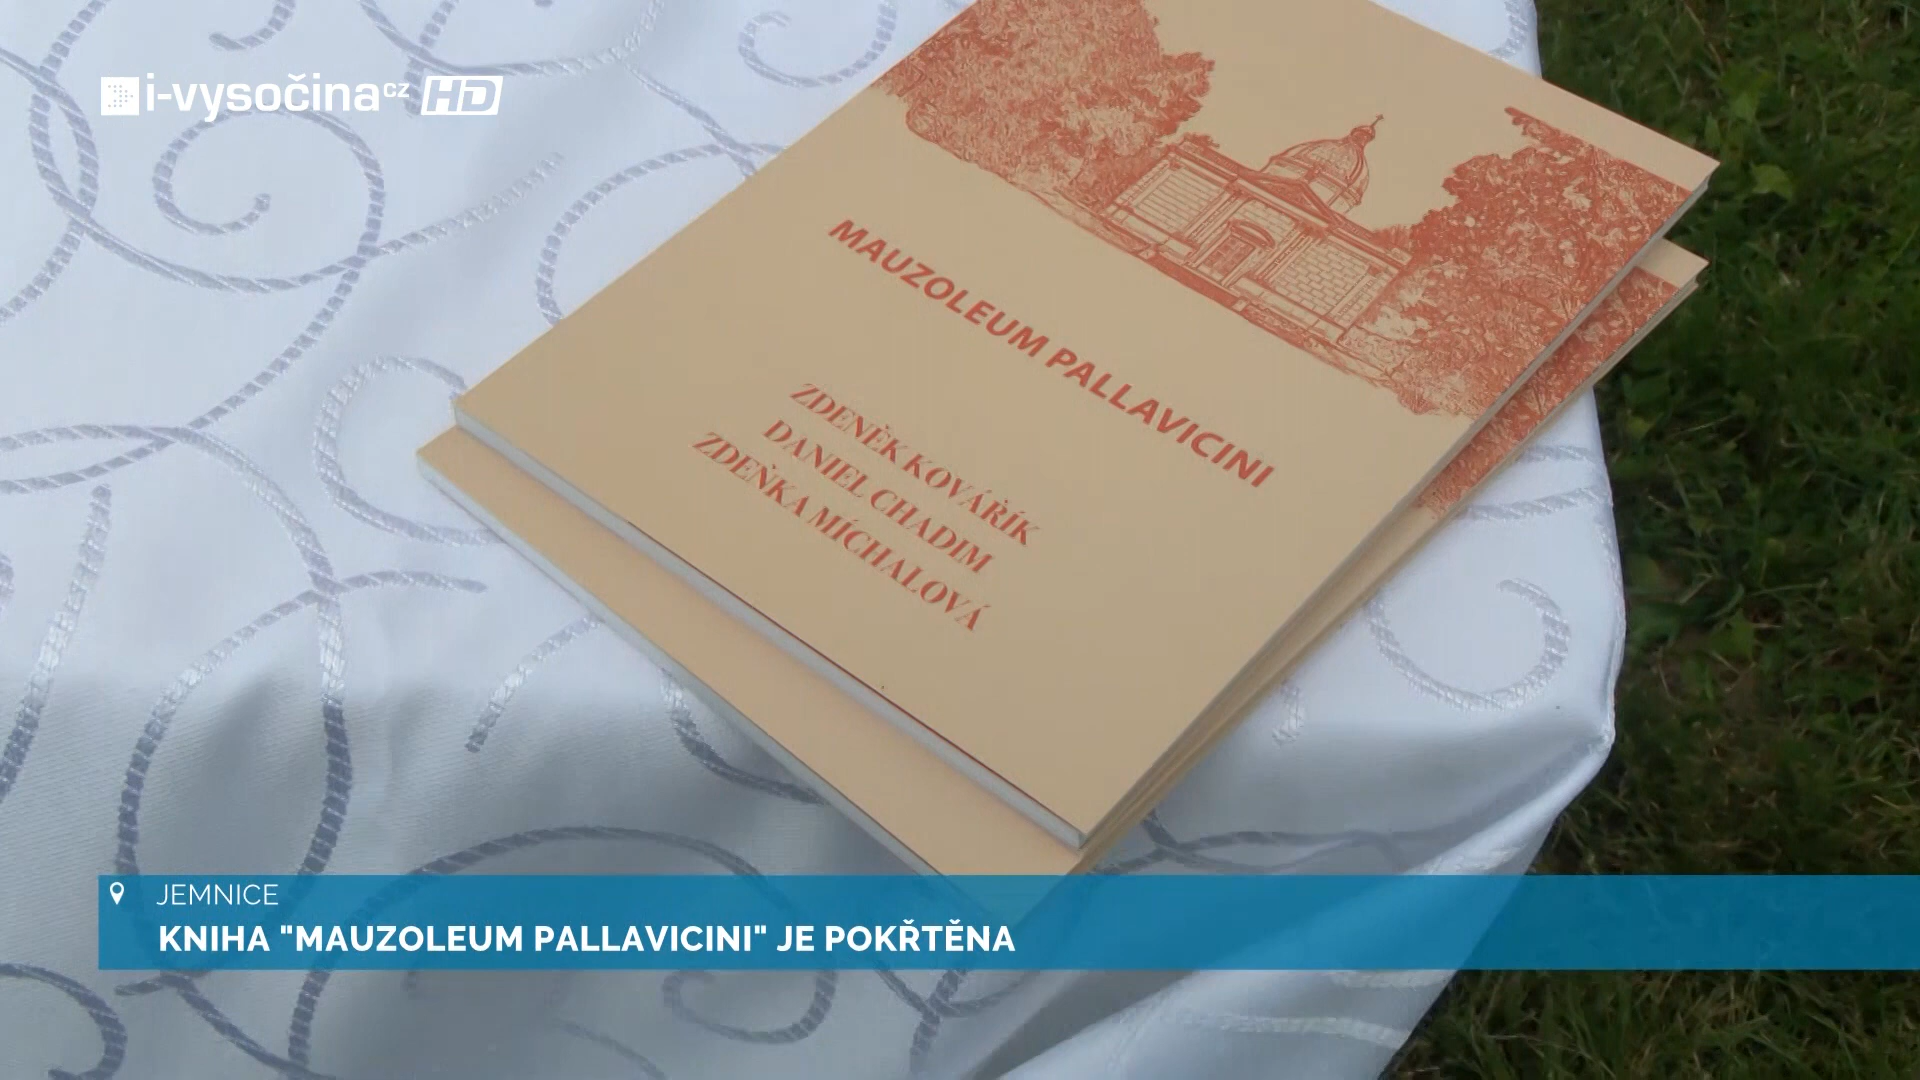 i-vysočina.cz HD
MAUZOLEUM PALLAVICINI
ZDENĚK KOVÁŘÍK
DANIEL CHADIM
ZDEŇKA MÍCHALOVÁ
JEMNICE
KNIHA "MAUZOLEUM PALLAVICINI" JE POKŘTĚNA